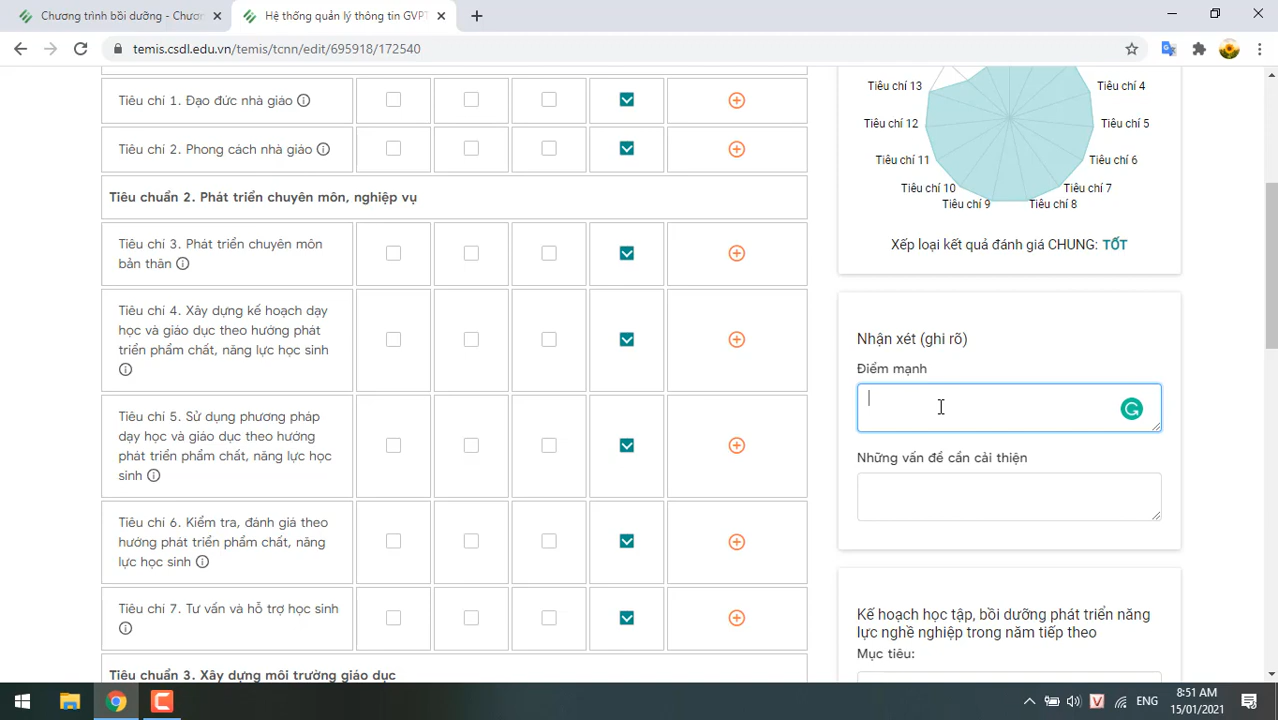 Chương trình bồi dưỡng - Chươn
Hệ thống quản lý thông tin GVPT
temis.csdl.edu.vn/temis/tcnn/edit/695918/172540
Tiêu chí 1. Đạo đức nhà giáo
Tiêu chí 2. Phong cách nhà giáo
Tiêu chuẩn 2. Phát triển chuyên môn, nghiệp vụ
Tiêu chí 3. Phát triển chuyên môn
bản thân
Tiêu chí 4. Xây dựng kế hoạch dạy
học và giáo dục theo hướng phát
triển phẩm chất, năng lực học sinh
Tiêu chí 5. Sử dụng phương pháp
dạy học và giáo dục theo hướng
phát triển phẩm chất, năng lực học
sinh
Tiêu chí 6. Kiểm tra, đánh giá theo
hướng phát triển phẩm chất, năng
lực học sinh
Tiêu chí 7. Tư vấn và hỗ trợ học sinh
Tiêu chuẩn 3. Xây dựng môi trường giáo dục
Tiêu chí 13
Tiêu chí 4
Tiêu chí 12
Tiêu chí 5
Tiêu chí 11
Tiêu chí 6
Tiêu chí 10
Tiêu chí 7
Tiêu chí 9
Tiêu chí 8
Xếp loại kết quả đánh giá CHUNG: TỐT
Nhận xét (ghi rõ)
Điểm mạnh
Những vấn đề cần cải thiện
Kế hoạch học tập, bồi dưỡng phát triển năng
lực nghề nghiệp trong năm tiếp theo
Mục tiêu:
V
ENG
8:51 AM
15/01/2021